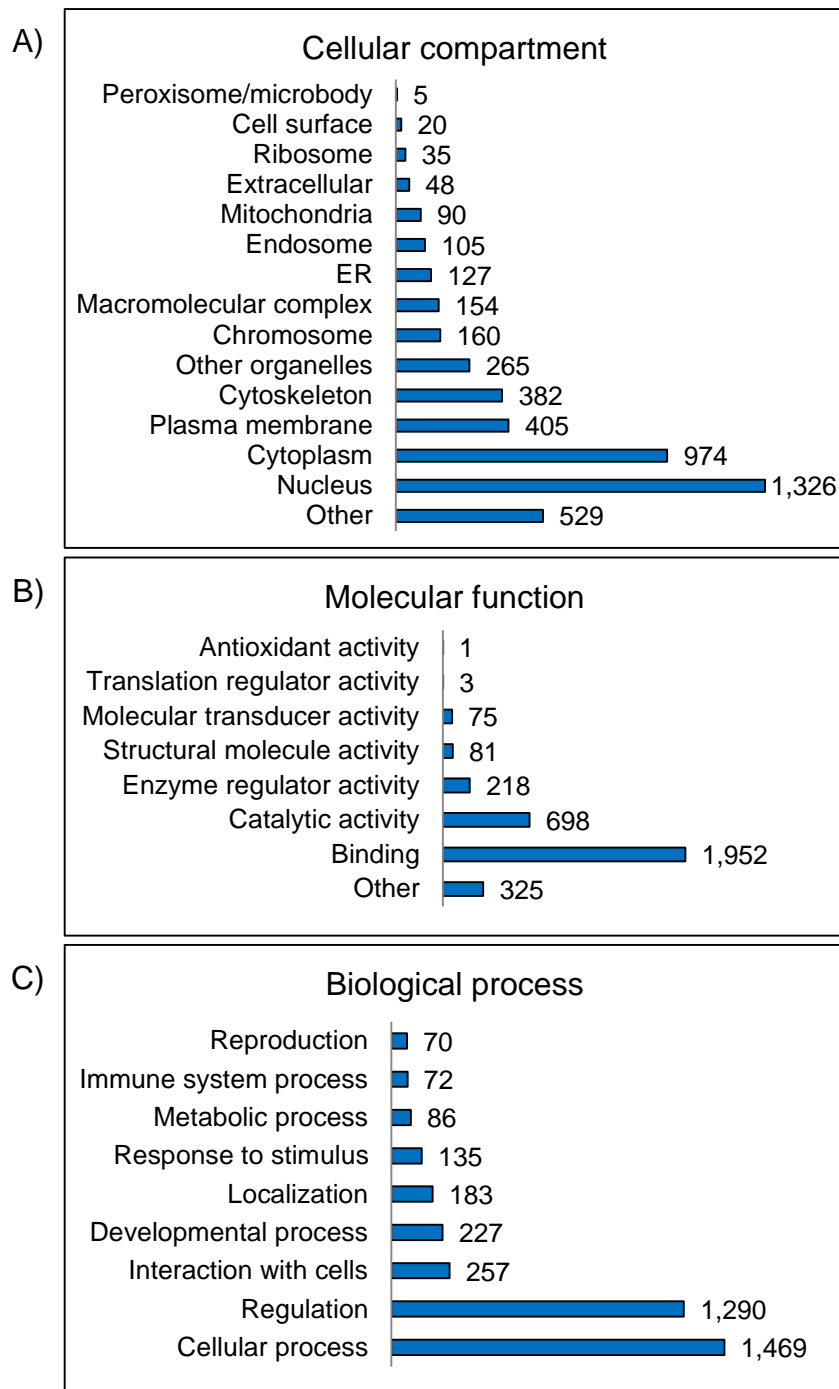 A)
Cellular compartment
Peroxisome/microbody 5
Cell surface 20
Ribosome 35
Extracellular 48
Mitochondria 90
Endosome 105
ER 127
Macromolecular complex 154
Chromosome 160
Other organelles 265
Cytoskeleton 382
Plasma membrane 405
Cytoplasm 974
Nucleus 1,326
Other 529
B)
Molecular function
Antioxidant activity 1
Translation regulator activity 3
Molecular transducer activity 75
Structural molecule activity 81
Enzyme regulator activity 218
Catalytic activity 698
Binding 1,952
Other 325
C)
Biological process
Reproduction 70
Immune system process 72
Metabolic process 86
Response to stimulus 135
Localization 183
Developmental process 227
Interaction with cells 257
Regulation 1,290
Cellular process 1,469